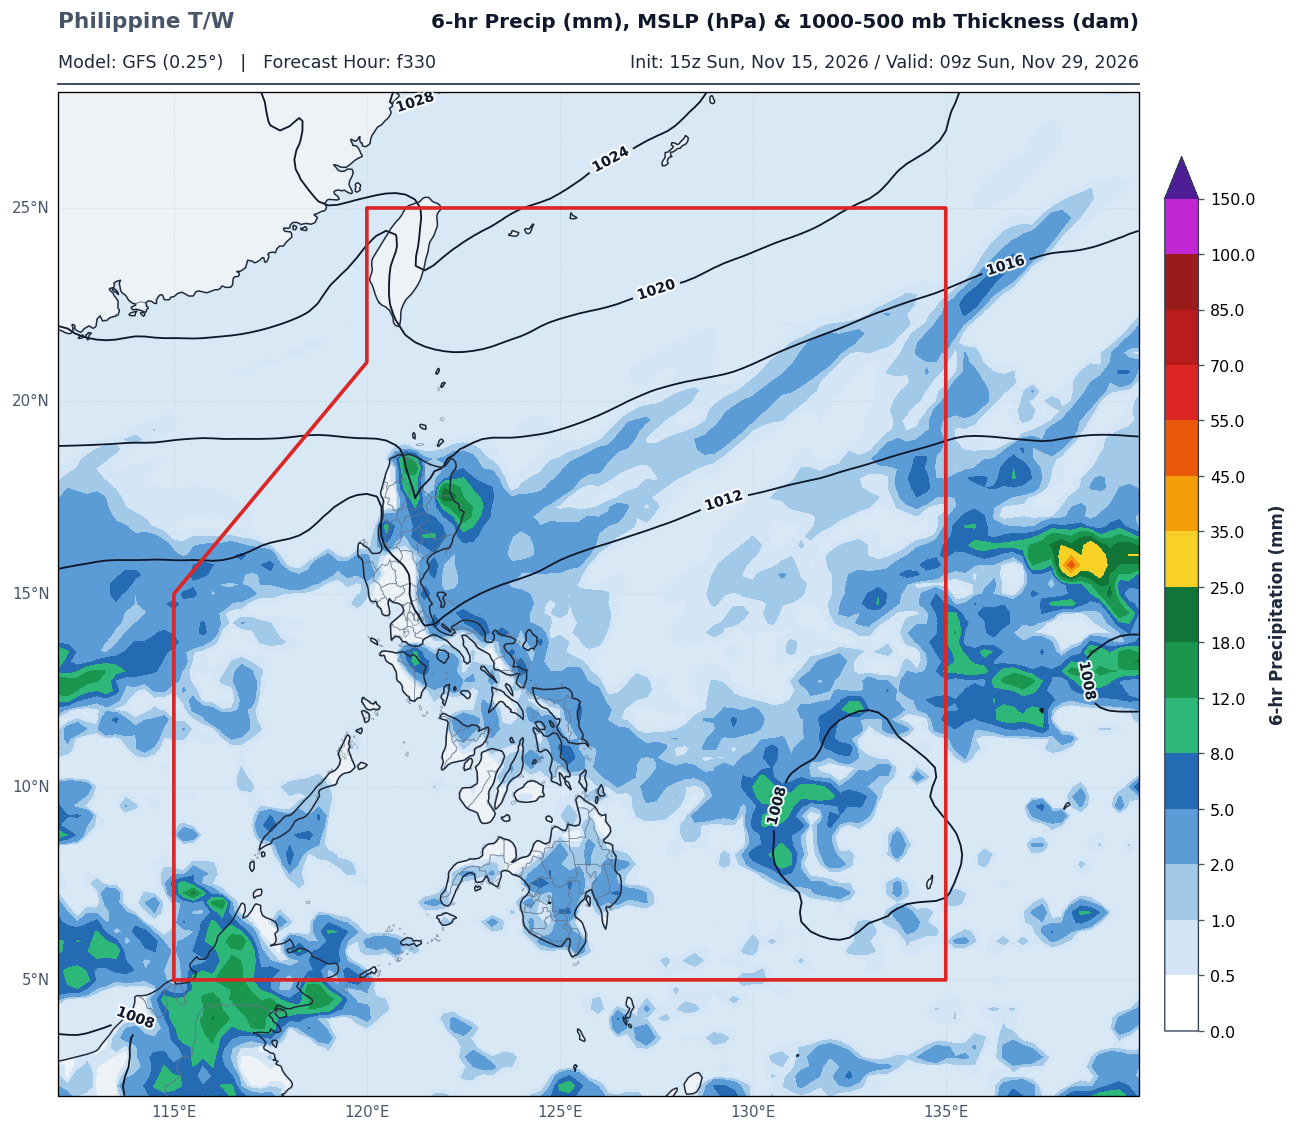 Philippine T/W
6-hr Precip (mm), MSLP (hPa) & 1000-500 mb Thickness (dam)
Model: GFS (0.25°) | Forecast Hour: f330
Init: 15z Sun, Nov 15, 2026 / Valid: 09z Sun, Nov 29, 2026
1028
1024
1020
1016
1012
1008
1008
1008
25°N
20°N
15°N
10°N
5°N
115°E
120°E
125°E
130°E
135°E
150.0
100.0
85.0
70.0
55.0
45.0
35.0
25.0
18.0
12.0
8.0
5.0
2.0
1.0
0.5
0.0
6-hr Precipitation (mm)